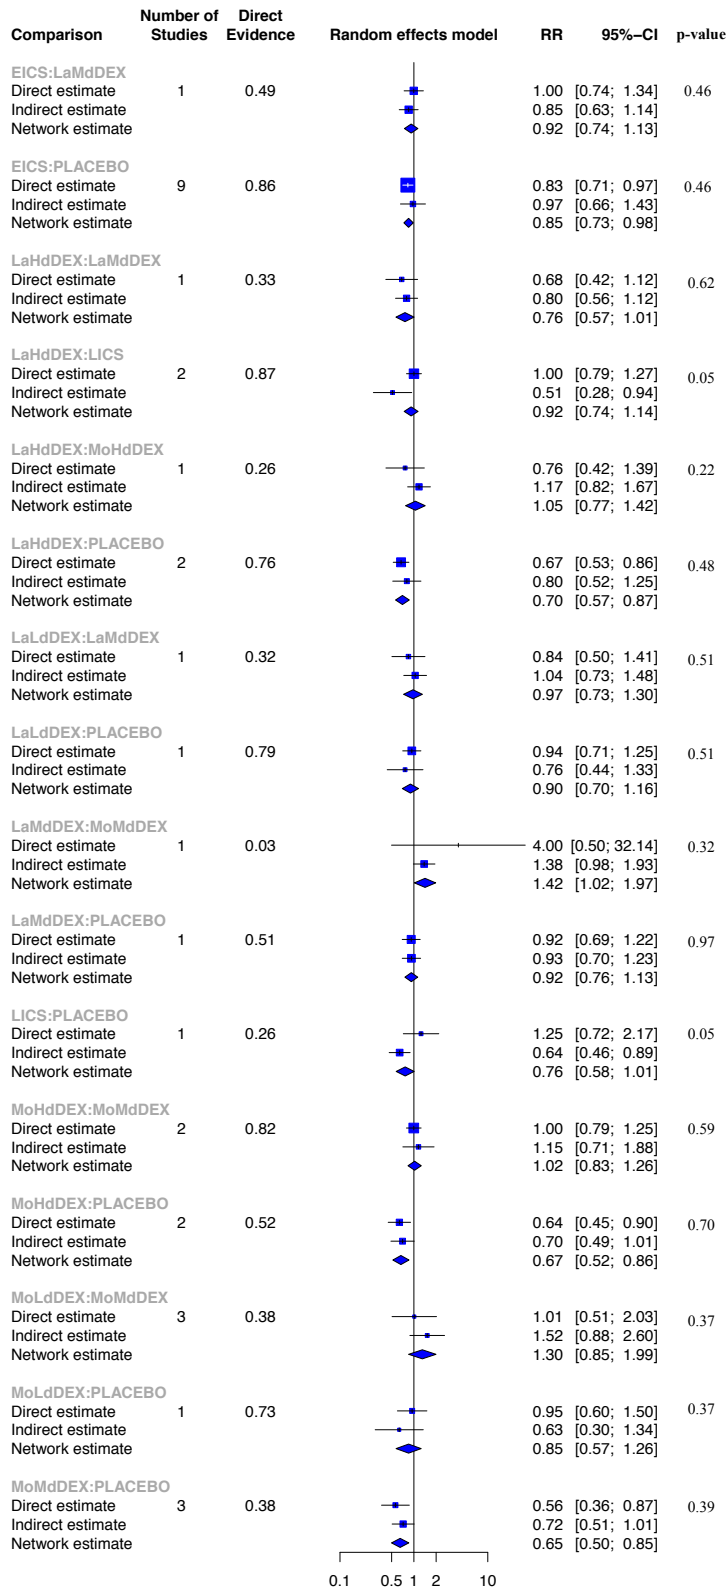 Comparison Number of Studies Direct Evidence Random effects model RR 95%−CI p-value
EICS:LaMdDEX
Direct estimate 1 0.49 1.00 [0.74; 1.34] 0.46
Indirect estimate 0.85 [0.63; 1.14]
Network estimate 0.92 [0.74; 1.13]
EICS:PLACEBO
Direct estimate 9 0.86 0.83 [0.71; 0.97] 0.46
Indirect estimate 0.97 [0.66; 1.43]
Network estimate 0.85 [0.73; 0.98]
LaHdDEX:LaMdDEX
Direct estimate 1 0.33 0.68 [0.42; 1.12] 0.62
Indirect estimate 0.80 [0.56; 1.12]
Network estimate 0.76 [0.57; 1.01]
LaHdDEX:LICS
Direct estimate 2 0.87 1.00 [0.79; 1.27] 0.05
Indirect estimate 0.51 [0.28; 0.94]
Network estimate 0.92 [0.74; 1.14]
LaHdDEX:MoHdDEX
Direct estimate 1 0.26 0.76 [0.42; 1.39] 0.22
Indirect estimate 1.17 [0.82; 1.67]
Network estimate 1.05 [0.77; 1.42]
LaHdDEX:PLACEBO
Direct estimate 2 0.76 0.67 [0.53; 0.86] 0.48
Indirect estimate 0.80 [0.52; 1.25]
Network estimate 0.70 [0.57; 0.87]
LaLdDEX:LaMdDEX
Direct estimate 1 0.32 0.84 [0.50; 1.41] 0.51
Indirect estimate 1.04 [0.73; 1.48]
Network estimate 0.97 [0.73; 1.30]
LaLdDEX:PLACEBO
Direct estimate 1 0.79 0.94 [0.71; 1.25] 0.51
Indirect estimate 0.76 [0.44; 1.33]
Network estimate 0.90 [0.70; 1.16]
LaMdDEX:MoMdDEX
Direct estimate 1 0.03 4.00 [0.50; 32.14] 0.32
Indirect estimate 1.38 [0.98; 1.93]
Network estimate 1.42 [1.02; 1.97]
LaMdDEX:PLACEBO
Direct estimate 1 0.51 0.92 [0.69; 1.22] 0.97
Indirect estimate 0.93 [0.70; 1.23]
Network estimate 0.92 [0.76; 1.13]
LICS:PLACEBO
Direct estimate 1 0.26 1.25 [0.72; 2.17] 0.05
Indirect estimate 0.64 [0.46; 0.89]
Network estimate 0.76 [0.58; 1.01]
MoHdDEX:MoMdDEX
Direct estimate 2 0.82 1.00 [0.79; 1.25] 0.59
Indirect estimate 1.15 [0.71; 1.88]
Network estimate 1.02 [0.83; 1.26]
MoHdDEX:PLACEBO
Direct estimate 2 0.52 0.64 [0.45; 0.90] 0.70
Indirect estimate 0.70 [0.49; 1.01]
Network estimate 0.67 [0.52; 0.86]
MoLdDEX:MoMdDEX
Direct estimate 3 0.38 1.01 [0.51; 2.03] 0.37
Indirect estimate 1.52 [0.88; 2.60]
Network estimate 1.30 [0.85; 1.99]
MoLdDEX:PLACEBO
Direct estimate 1 0.73 0.95 [0.60; 1.50] 0.37
Indirect estimate 0.63 [0.30; 1.34]
Network estimate 0.85 [0.57; 1.26]
MoMdDEX:PLACEBO
Direct estimate 3 0.38 0.56 [0.36; 0.87] 0.39
Indirect estimate 0.72 [0.51; 1.01]
Network estimate 0.65 [0.50; 0.85]
0.1 0.5 1 2 10